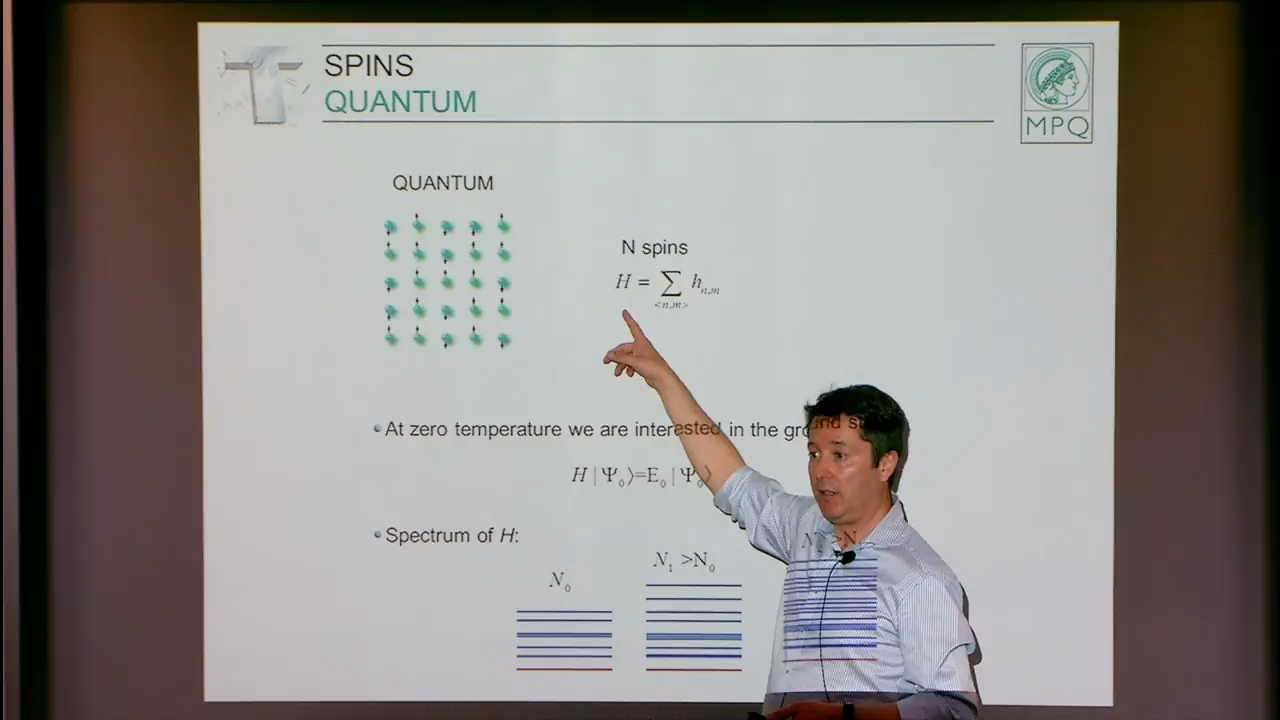 SPINS
QUANTUM
MPQ
QUANTUM
N spins
H = ∑ h_{n,m}
<n,m>
• At zero temperature we are interested in the
• Spectrum of H:
H | Ψ₀⟩=E₀ | Ψ₀⟩
N₀
N₁ >N₀